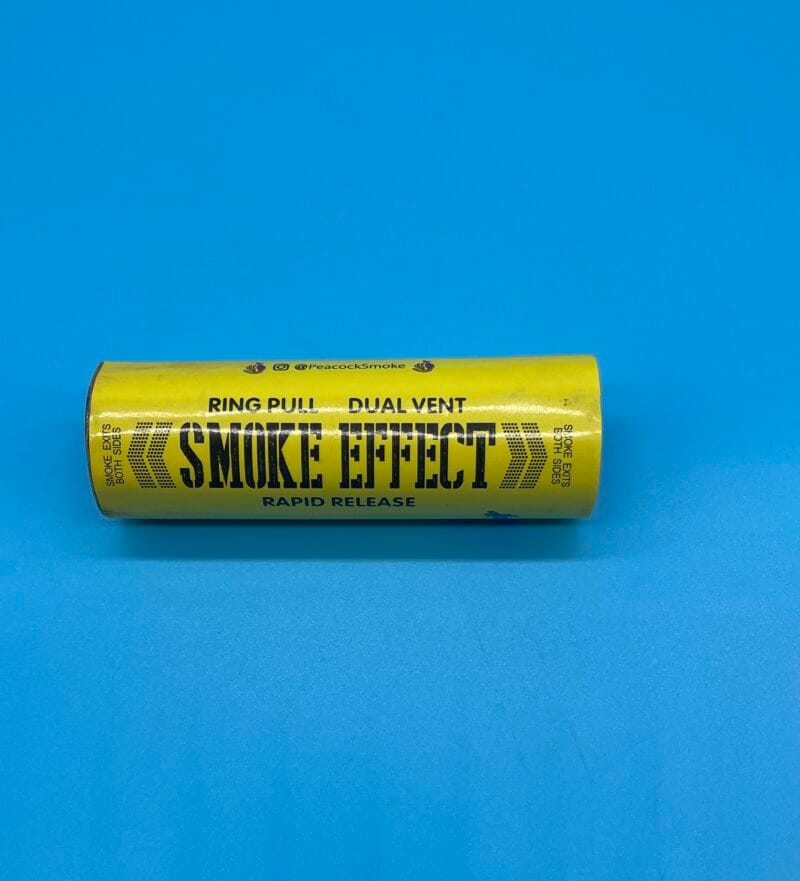 @PeacockSmoke
RING PULL DUAL VENT
SMOKE EXITS
BOTH SIDES
SMOKE EFFECT
SMOKE EXITS
BOTH SIDES
RAPID RELEASE